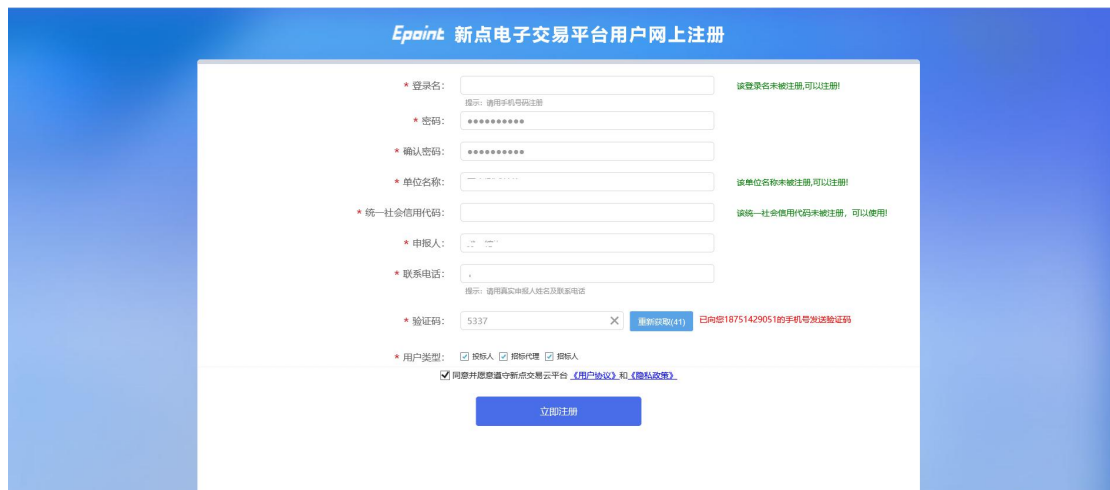 Epoint 新点电子交易平台用户网上注册
* 登录名: 该登录名未被注册,可以注册!
提示: 请用手机号码注册
* 密码: ●●●●●●●●●●
* 确认密码: ●●●●●●●●●●
* 单位名称: 该单位名称未被注册,可以注册!
* 统一社会信用代码: 该统一社会信用代码未被注册, 可以使用!
* 申报人:
* 联系电话:
提示: 请用真实申报人姓名及联系电话
* 验证码: 5337 重新获取(41) 已向您18751429051的手机号发送验证码
* 用户类型: 投标人 招标代理 招标人
同意并愿意遵守新点交易云平台 《用户协议》和《隐私政策》
立即注册